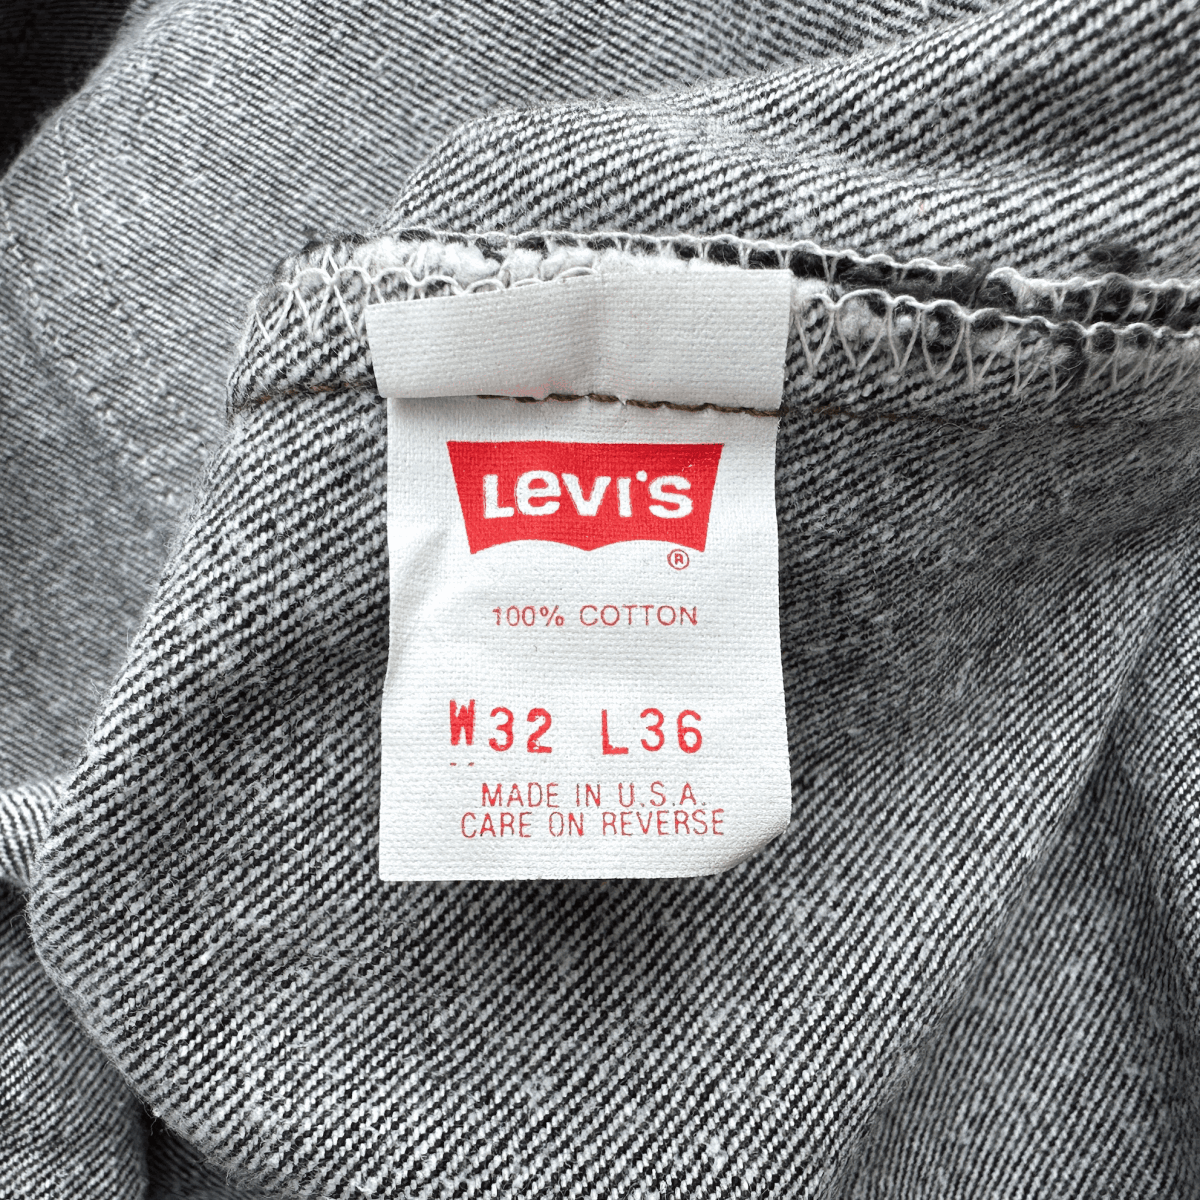 Levi's
®
100% COTTON
W32 L36
MADE IN U.S.A.
CARE ON REVERSE